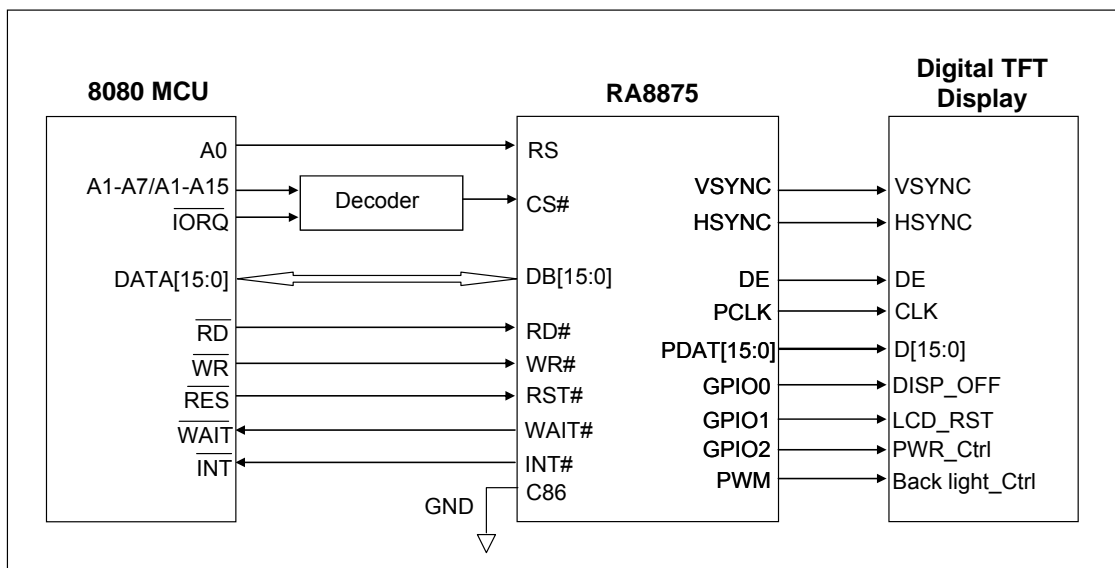 8080 MCU
A0
A1-A7/A1-A15
IORQ
DATA[15:0]
RD
WR
RES
WAIT
INT
Decoder
GND
RA8875
RS
CS#
DB[15:0]
RD#
WR#
RST#
WAIT#
INT#
C86
VSYNC
HSYNC
DE
PCLK
PDAT[15:0]
GPIO0
GPIO1
GPIO2
PWM
Digital TFT
Display
VSYNC
HSYNC
DE
CLK
D[15:0]
DISP_OFF
LCD_RST
PWR_Ctrl
Back light_Ctrl